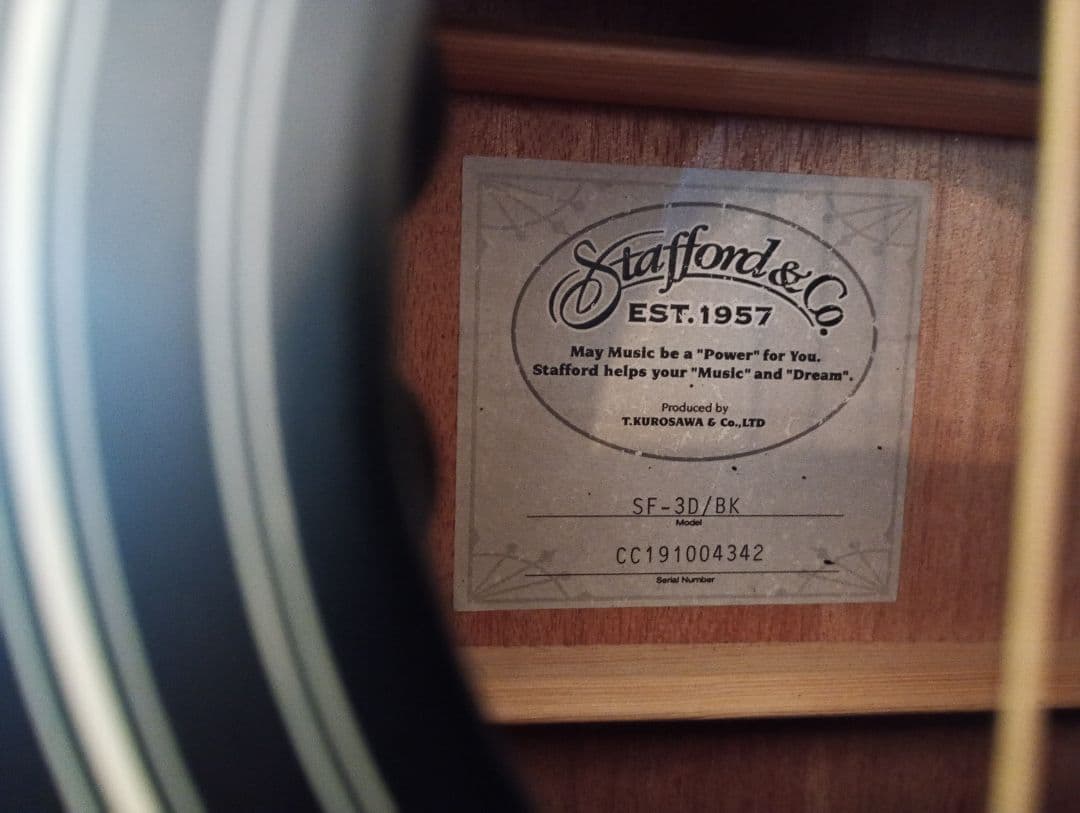 Stafford & Co.
EST.1957
May Music be a "Power" for You.
Stafford helps your "Music" and "Dream".
Produced by
T.KUROSAWA & Co.,LTD
SF-3D/BK
Model
CC191004342
Serial Number